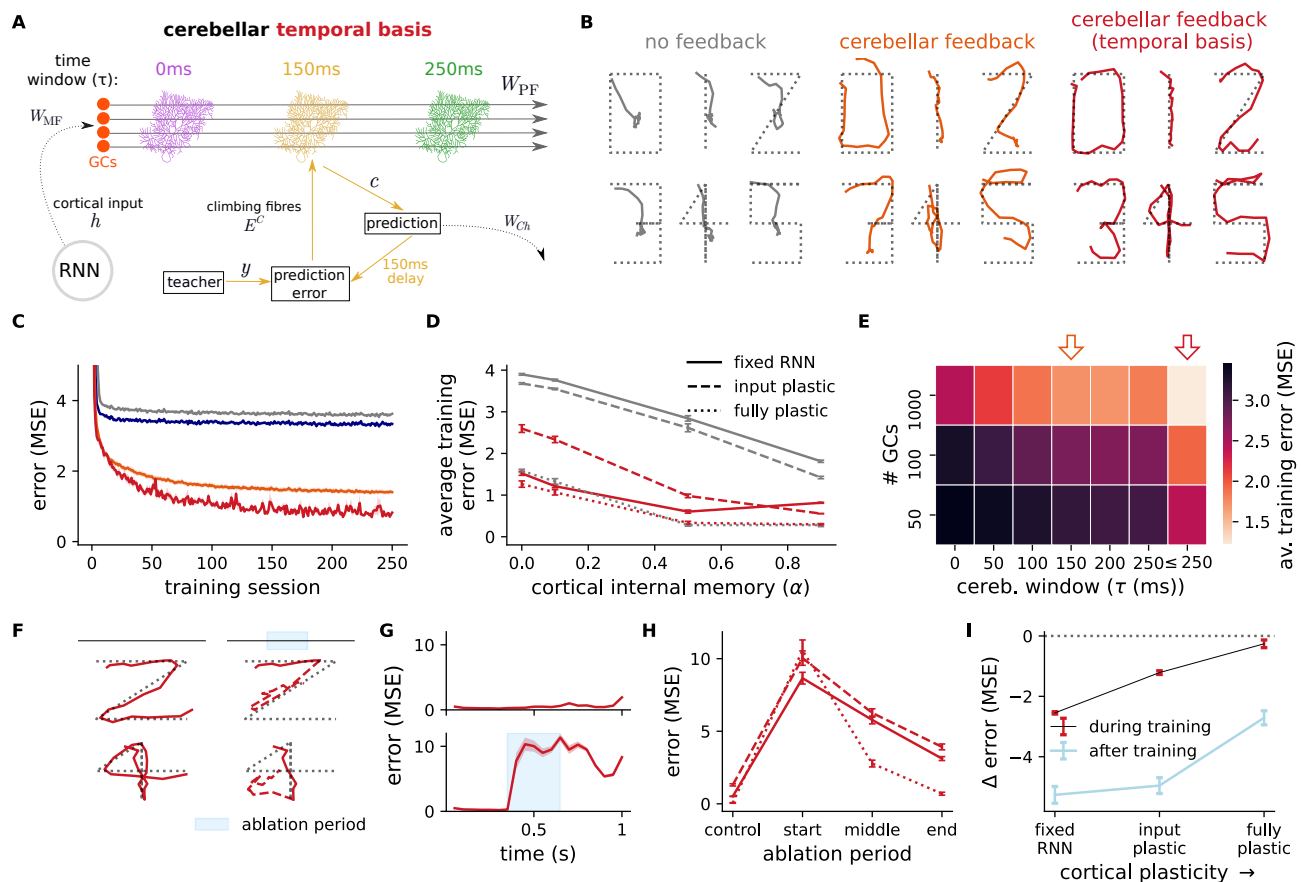 A
cerebellar temporal basis
time
window (τ):
0ms
150ms
250ms
W_PF
W_MF
GCs
cortical input
h
RNN
climbing fibres
E^C
c
prediction
W_Ch
150ms
delay
teacher
y
prediction
error
B
no feedback
cerebellar feedback
cerebellar feedback
(temporal basis)
C
error (MSE)
4
2
0
0
50
100
150
200
250
training session
D
average training
error (MSE)
4
3
2
1
0
0.0
0.2
0.4
0.6
0.8
cortical internal memory (α)
fixed RNN
input plastic
fully plastic
E
# GCs
1000
100
50
0
50
100
150
200
250
≤ 250
cereb. window (τ (ms))
3.0
2.5
2.0
1.5
av. training error (MSE)
F
ablation period
G
error (MSE)
10
0
10
0
0.5
1
time (s)
H
error (MSE)
10
5
0
control
start
middle
end
ablation period
I
Δ error (MSE)
0
−2
−4
during training
after training
fixed
RNN
input
plastic
fully
plastic
cortical plasticity →